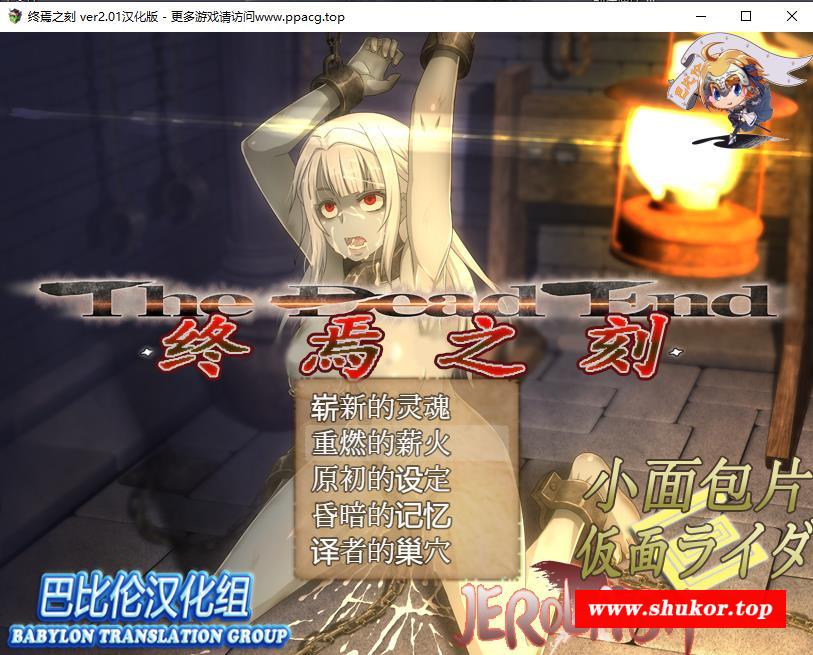 终焉之刻 ver2.01汉化版 - 更多游戏请访问www.ppacg.top
巴比伦
The Dead End
终焉之刻
崭新的灵魂
重燃的薪火
原初的设定
昏暗的记忆
译者的巢穴
小面包片
仮面ライダ
巴比伦汉化组
BABYLON TRANSLATION GROUP
www.shukor.top